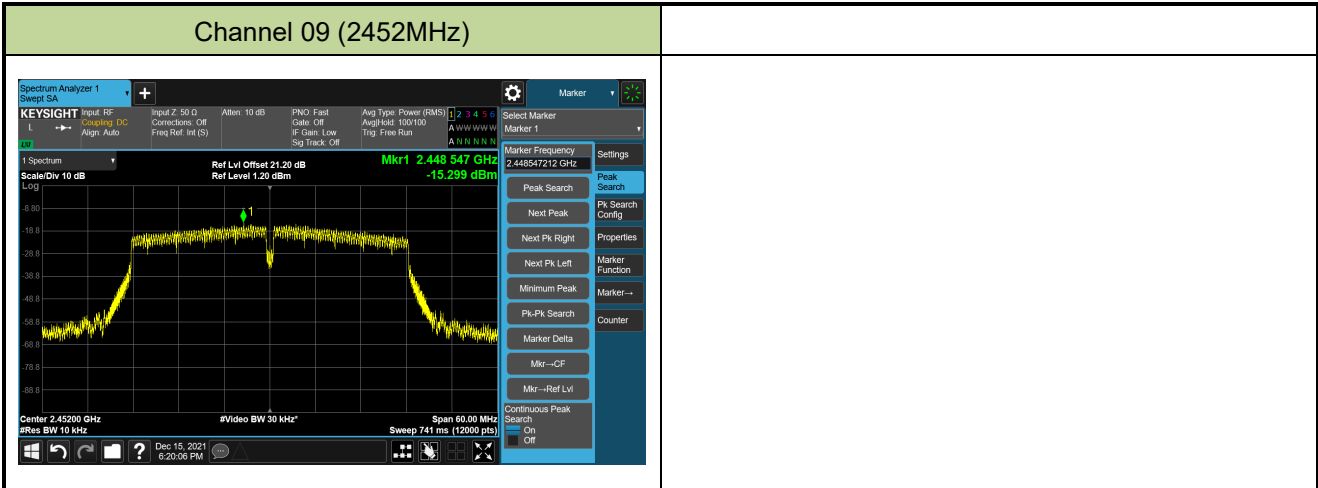 Channel 09 (2452MHz)
Spectrum Analyzer 1
Swept SA
Marker
KEYSIGHT
L
Input: RF
Coupling: DC
Align: Auto
Input Z: 50 Ω
Corrections: Off
Freq Ref: Int (S)
Atten: 10 dB
PNO: Fast
Gate: Off
IF Gain: Low
Sig Track: Off
Avg Type: Power (RMS)
Avg|Hold: 100/100
Trig: Free Run
1 2 3 4 5 6
A W W W W W
A N N N N N
Select Marker
Marker 1
1 Spectrum
Scale/Div 10 dB
Log
Ref Lvl Offset 21.20 dB
Ref Level 1.20 dBm
Mkr1 2.448 547 GHz
-15.299 dBm
1
-8.80
-18.8
-28.8
-38.8
-48.8
-58.8
-68.8
-78.8
-88.8
Center 2.45200 GHz
#Res BW 10 kHz
#Video BW 30 kHz*
Span 60.00 MHz
Sweep 741 ms (12000 pts)
Marker Frequency
2.448547212 GHz
Peak Search
Next Peak
Next Pk Right
Next Pk Left
Minimum Peak
Pk-Pk Search
Marker Delta
Mkr→CF
Mkr→Ref Lvl
Continuous Peak
Search
On
Off
Settings
Peak
Search
Pk Search
Config
Properties
Marker
Function
Marker→
Counter
?
Dec 15, 2021
6:20:06 PM